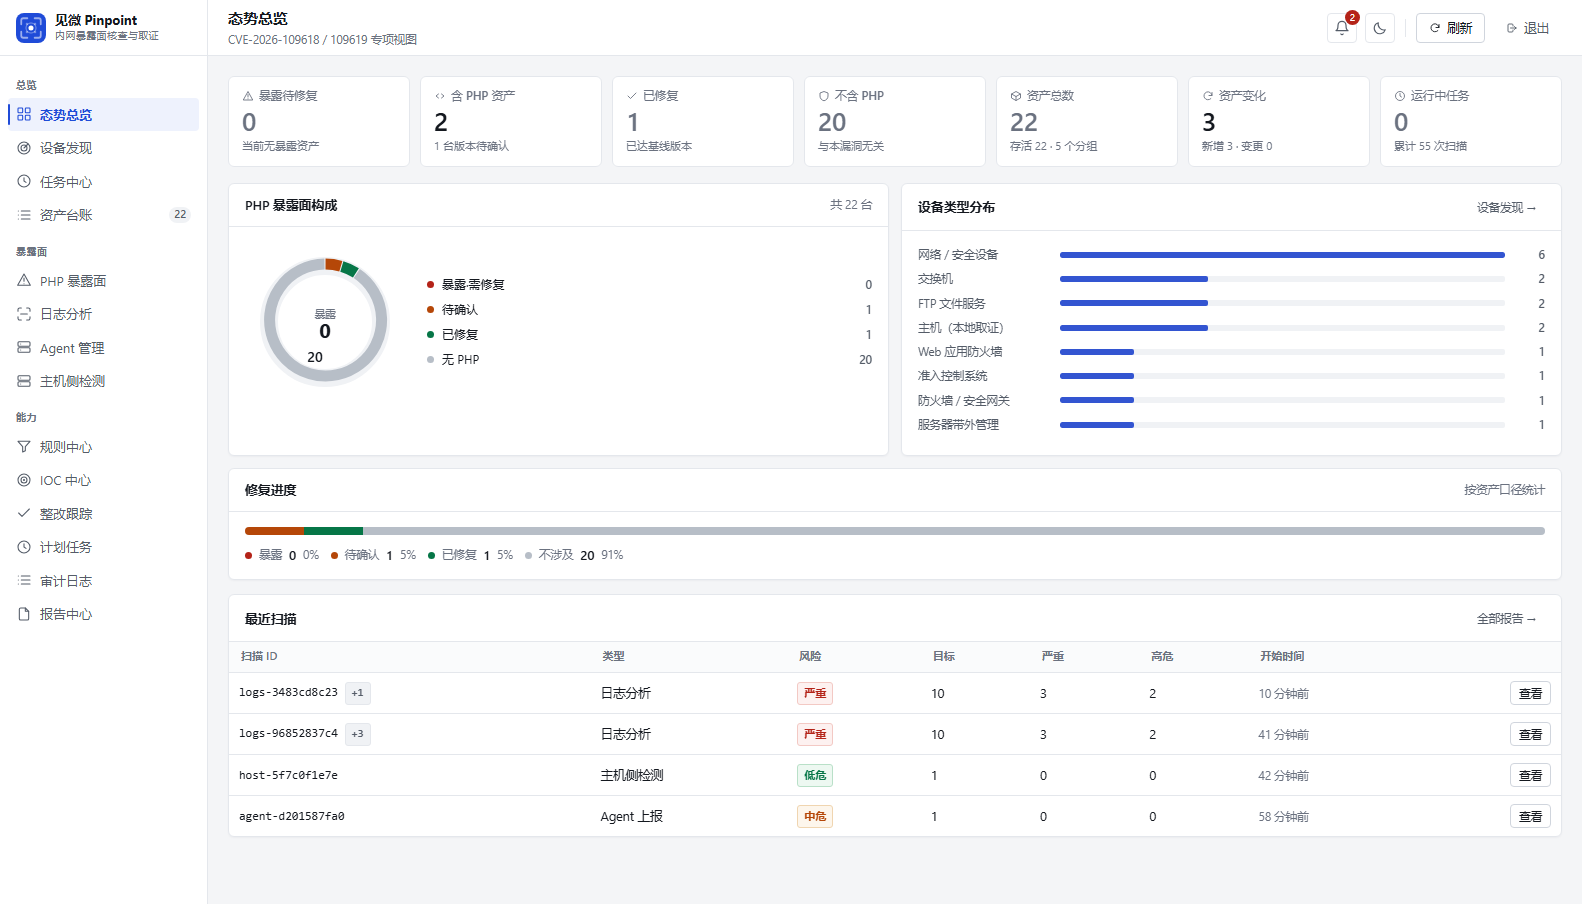 见微 Pinpoint
内网暴露面核查与取证
总览
态势总览
设备发现
任务中心
资产台账 22
暴露面
PHP 暴露面
日志分析
Agent 管理
主机侧检测
能力
规则中心
IOC 中心
整改跟踪
计划任务
审计日志
报告中心
态势总览
CVE-2026-109618 / 109619 专项视图
2
刷新
退出
暴露待修复
0
当前无暴露资产
含 PHP 资产
2
1 台版本待确认
已修复
1
已达基线版本
不含 PHP
20
与本漏洞无关
资产总数
22
存活 22 · 5 个分组
资产变化
3
新增 3 · 变更 0
运行中任务
0
累计 55 次扫描
PHP 暴露面构成 共 22 台
暴露
0
20
暴露·需修复 0
待确认 1
已修复 1
无 PHP 20
设备类型分布 设备发现 →
网络 / 安全设备 6
交换机 2
FTP 文件服务 2
主机（本地取证） 2
Web 应用防火墙 1
准入控制系统 1
防火墙 / 安全网关 1
服务器带外管理 1
修复进度 按资产口径统计
暴露 0 0% 待确认 1 5% 已修复 1 5% 不涉及 20 91%
最近扫描 全部报告 →
扫描 ID 类型 风险 目标 严重 高危 开始时间
logs-3483cd8c23 +1 日志分析 严重 10 3 2 10 分钟前 查看
logs-96852837c4 +3 日志分析 严重 10 3 2 41 分钟前 查看
host-5f7c0f1e7e 主机侧检测 低危 1 0 0 42 分钟前 查看
agent-d201587fa0 Agent 上报 中危 1 0 0 58 分钟前 查看